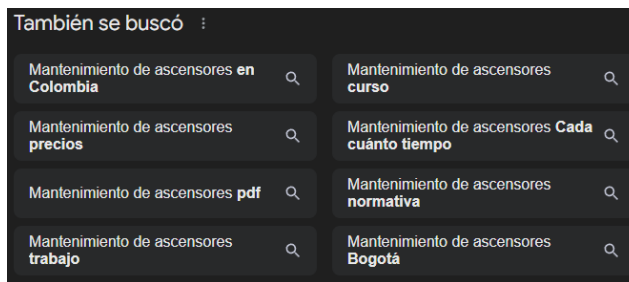 También se buscó
Mantenimiento de ascensores en
Colombia
Mantenimiento de ascensores
curso
Mantenimiento de ascensores
precios
Mantenimiento de ascensores Cada
cuánto tiempo
Mantenimiento de ascensores pdf
Mantenimiento de ascensores
normativa
Mantenimiento de ascensores
trabajo
Mantenimiento de ascensores
Bogotá